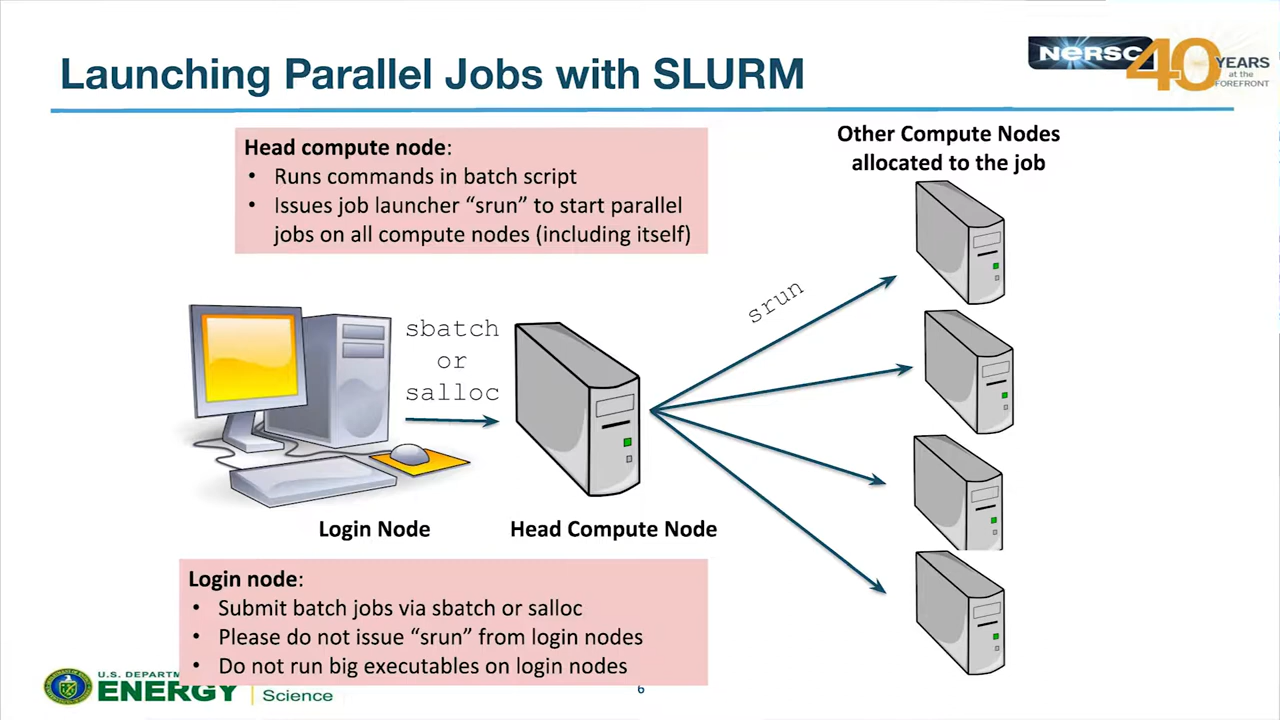 Launching Parallel Jobs with SLURM
NERSC 40 YEARS
at the
FOREFRONT
Head compute node:
• Runs commands in batch script
• Issues job launcher “srun” to start parallel
jobs on all compute nodes (including itself)
Other Compute Nodes
allocated to the job
srun
sbatch
or
salloc
Login Node
Head Compute Node
Login node:
• Submit batch jobs via sbatch or salloc
• Please do not issue “srun” from login nodes
• Do not run big executables on login nodes
U.S. DEPARTM
ENERGY
Science
6